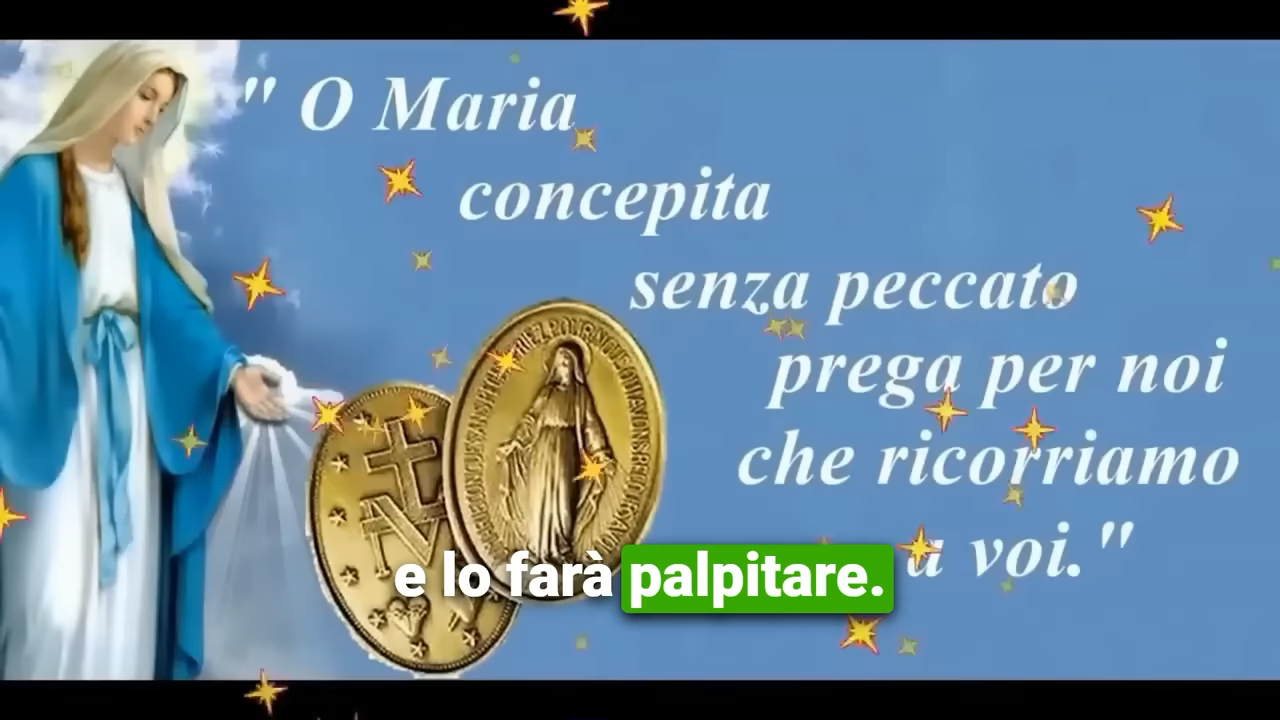 " O Maria
concepita
senza peccato
prega per noi
che ricorriamo
a voi."
e lo farà palpitare.